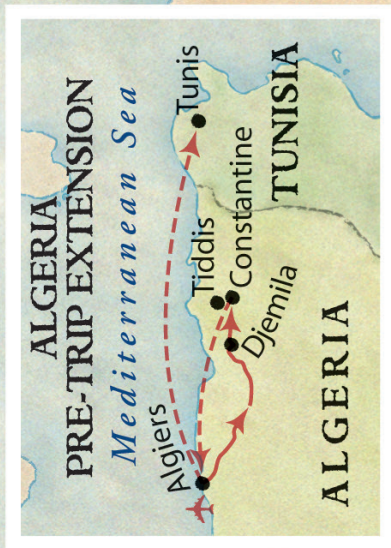 ALGERIA
PRE-TRIP EXTENSION
Mediterranean Sea
Algiers
Tunis
Tiddis
Constantine
Djemila
TUNISIA
ALGERIA